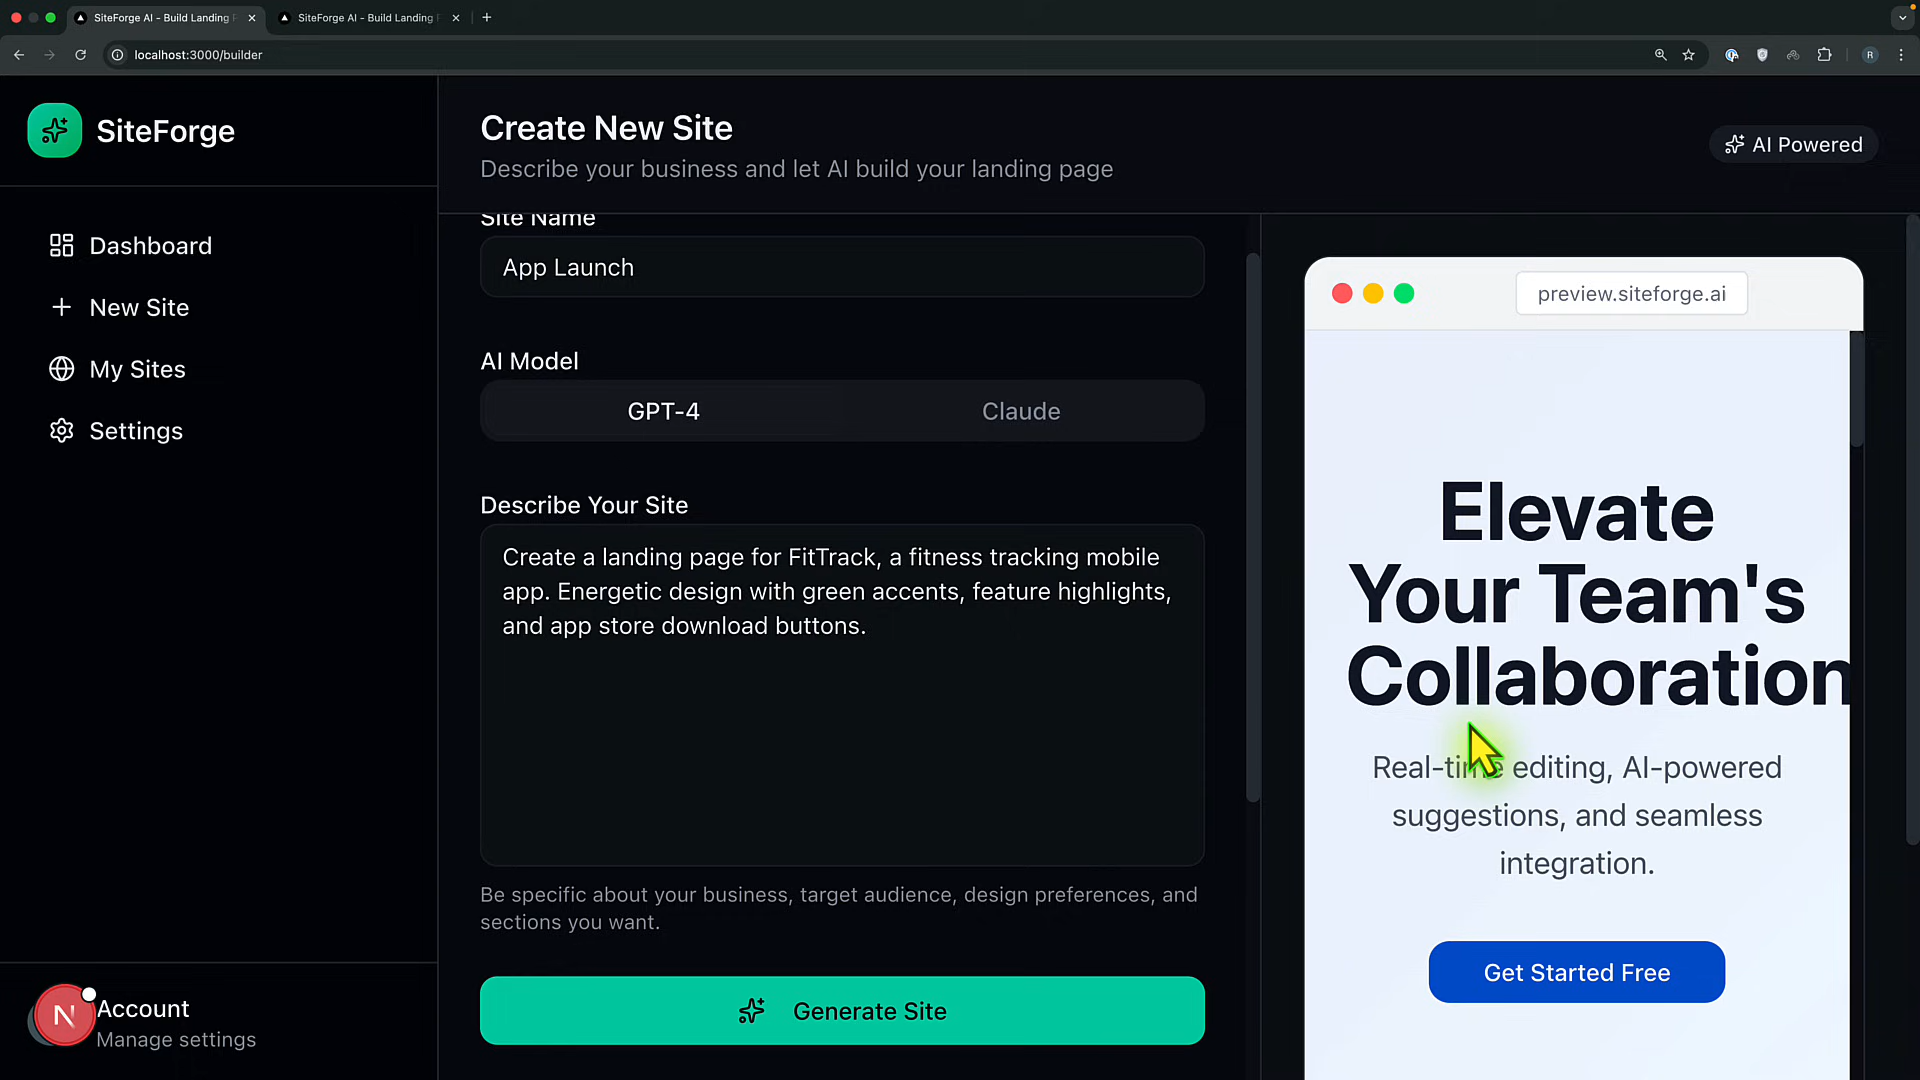 SiteForge AI - Build Landing
SiteForge AI - Build Landing
localhost:3000/builder
R
SiteForge
Dashboard
New Site
My Sites
Settings
N
Account
Manage settings
Create New Site
Describe your business and let AI build your landing page
AI Powered
Site Name
App Launch
AI Model
GPT-4
Claude
Describe Your Site
Create a landing page for FitTrack, a fitness tracking mobile
app. Energetic design with green accents, feature highlights,
and app store download buttons.
Be specific about your business, target audience, design preferences, and
sections you want.
Generate Site
preview.siteforge.ai
Elevate
Your Team's
Collaboration
Real-time editing, AI-powered
suggestions, and seamless
integration.
Get Started Free